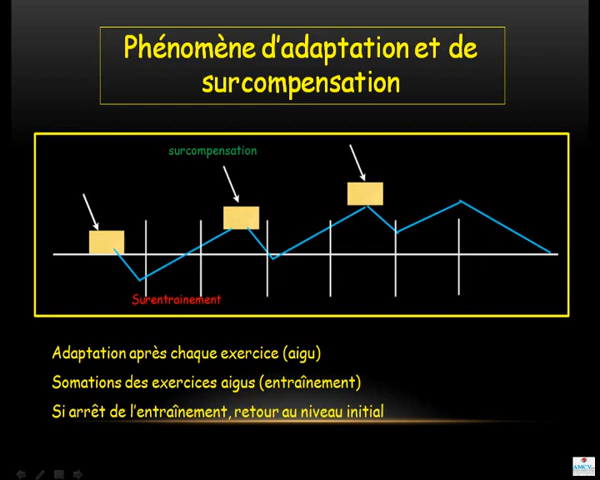 Phénomène d'adaptation et de
surcompensation
surcompensation
Surentrainement
Adaptation après chaque exercice (aigu)
Somations des exercices aigus (entraînement)
Si arrêt de l'entraînement, retour au niveau initial
AMCV